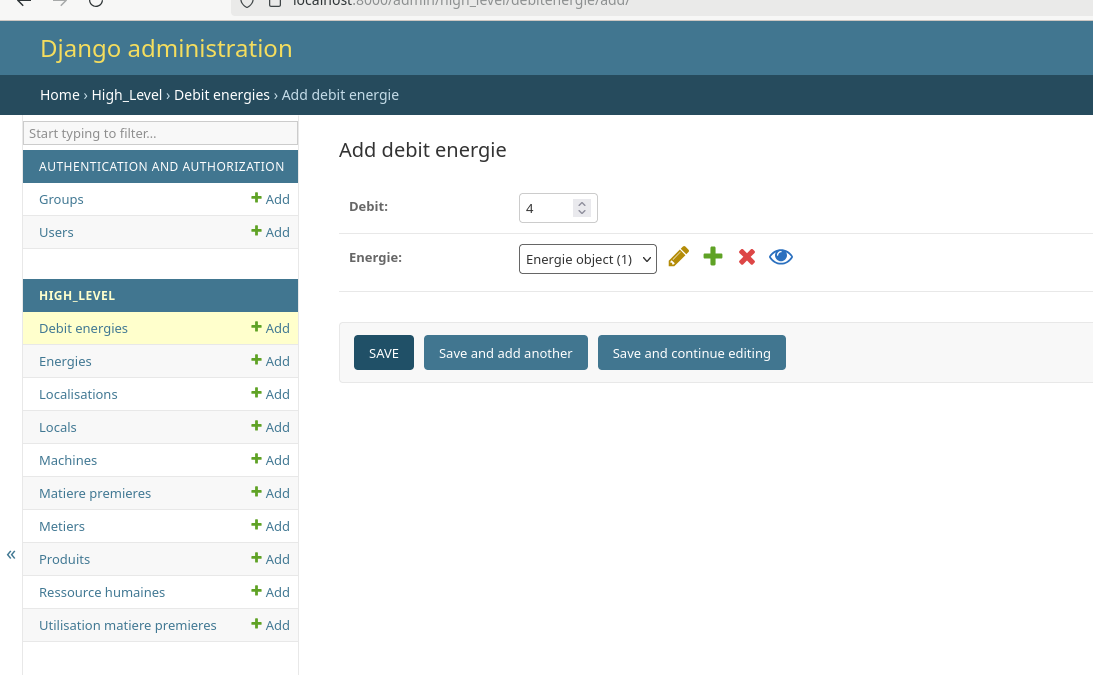 localhost:8000/admin/high_level/debitenergie/add/
Django administration
Home › High_Level › Debit energies › Add debit energie
Start typing to filter...
AUTHENTICATION AND AUTHORIZATION
Groups + Add
Users + Add
HIGH_LEVEL
Debit energies + Add
Energies + Add
Localisations + Add
Locals + Add
Machines + Add
Matiere premieres + Add
Metiers + Add
Produits + Add
Ressource humaines + Add
Utilisation matiere premieres + Add
«
Add debit energie
Debit: 4
Energie: Energie object (1)
SAVE Save and add another Save and continue editing